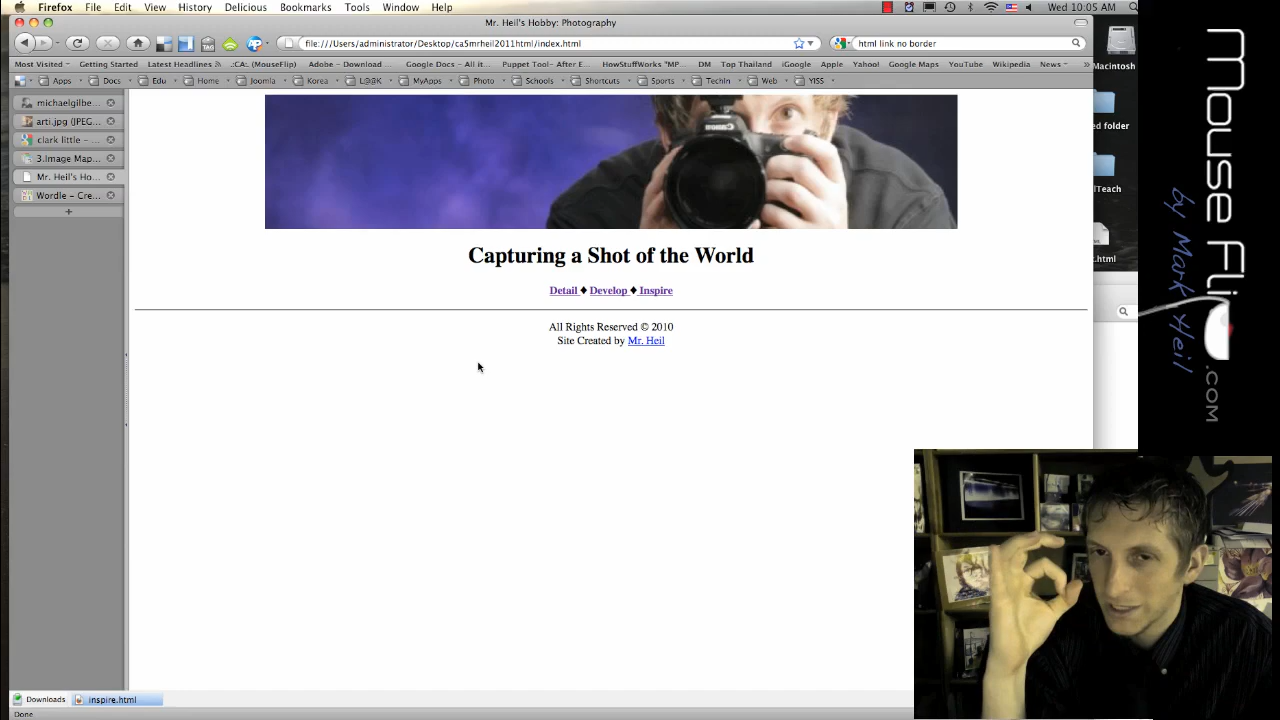 Firefox File Edit View History Delicious Bookmarks Tools Window Help Wed 10:05 AM
Mr. Heil's Hobby: Photography
file:///Users/administrator/Desktop/ca5mrheil2011html/index.html html link no border
Most Visited Getting Started Latest Headlines .:CA:. (MouseFlip) Adobe – Download ... Google Docs – All it... Puppet Tool– After E... HowStuffWorks "MP... DM Top Thailand iGoogle Apple Yahoo! Google Maps YouTube Wikipedia News »
Apps Docs Edu Home Joomla Korea L@@K MyApps Photo Schools Shortcuts Sports TechIn Web YISS
michaelgilbe...
arti.jpg (JPEG...
clark little – ...
3.Image Map...
Mr. Heil's Ho...
Wordle – Cre...
+
Macintosh
ed folder
lTeach
.html
Canon
Capturing a Shot of the World
Detail ♦ Develop ♦ Inspire
All Rights Reserved © 2010
Site Created by Mr. Heil
Mouse Flip
.COM
by Mark Heil
Downloads inspire.html
Done